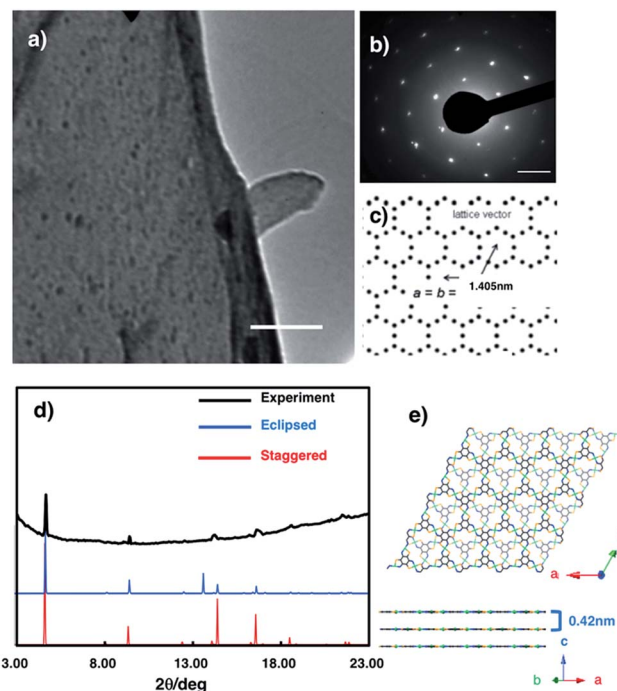 a)
b)
c)
lattice vector
a = b =
1.405nm
d)
Experiment
Eclipsed
Staggered
3.00 8.00 13.00 18.00 23.00
2θ/deg
e)
a
0.42nm
c
b a